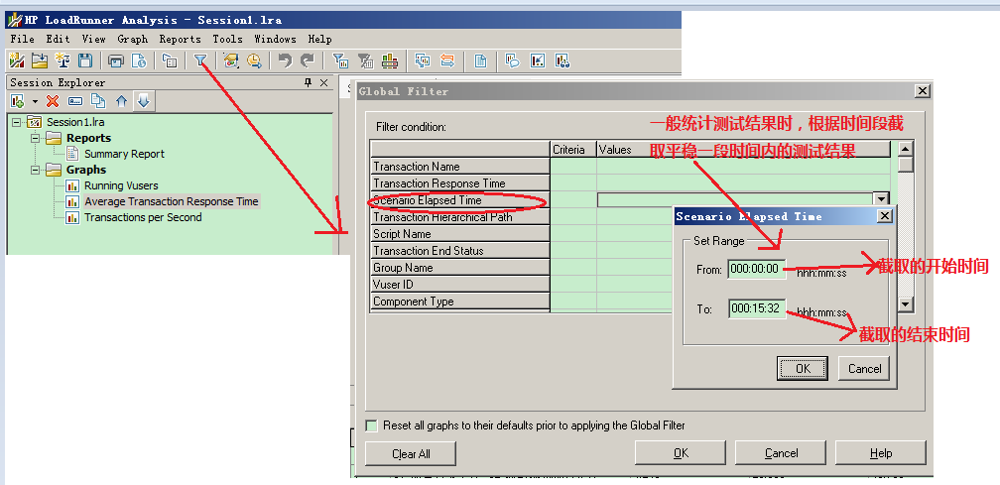 HP LoadRunner Analysis - Session1.lra
File Edit View Graph Reports Tools Windows Help
Session Explorer
Session1.lra
Reports
Summary Report
Graphs
Running Vusers
Average Transaction Response Time
Transactions per Second
Global Filter
Filter condition:
一般统计测试结果时，根据时间段截
取平稳一段时间内的测试结果
Criteria Values
Transaction Name
Transaction Response Time
Scenario Elapsed Time
Transaction Hierarchical Path
Script Name
Transaction End Status
Group Name
Vuser ID
Component Type
Scenario Elapsed Time
Set Range
From: 000:00:00 hhh:mm:ss
截取的开始时间
To: 000:15:32 hhh:mm:ss
截取的结束时间
OK Cancel
Reset all graphs to their defaults prior to applying the Global Filter
Clear All OK Cancel Help